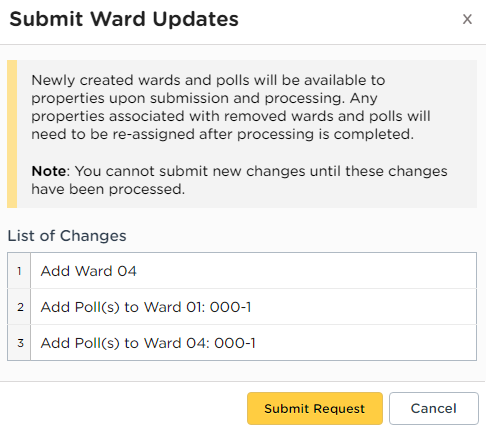 Submit Ward Updates x
Newly created wards and polls will be available to
properties upon submission and processing. Any
properties associated with removed wards and polls will
need to be re-assigned after processing is completed.
Note: You cannot submit new changes until these changes
have been processed.
List of Changes
1 Add Ward 04
2 Add Poll(s) to Ward 01: 000-1
3 Add Poll(s) to Ward 04: 000-1
Submit Request Cancel